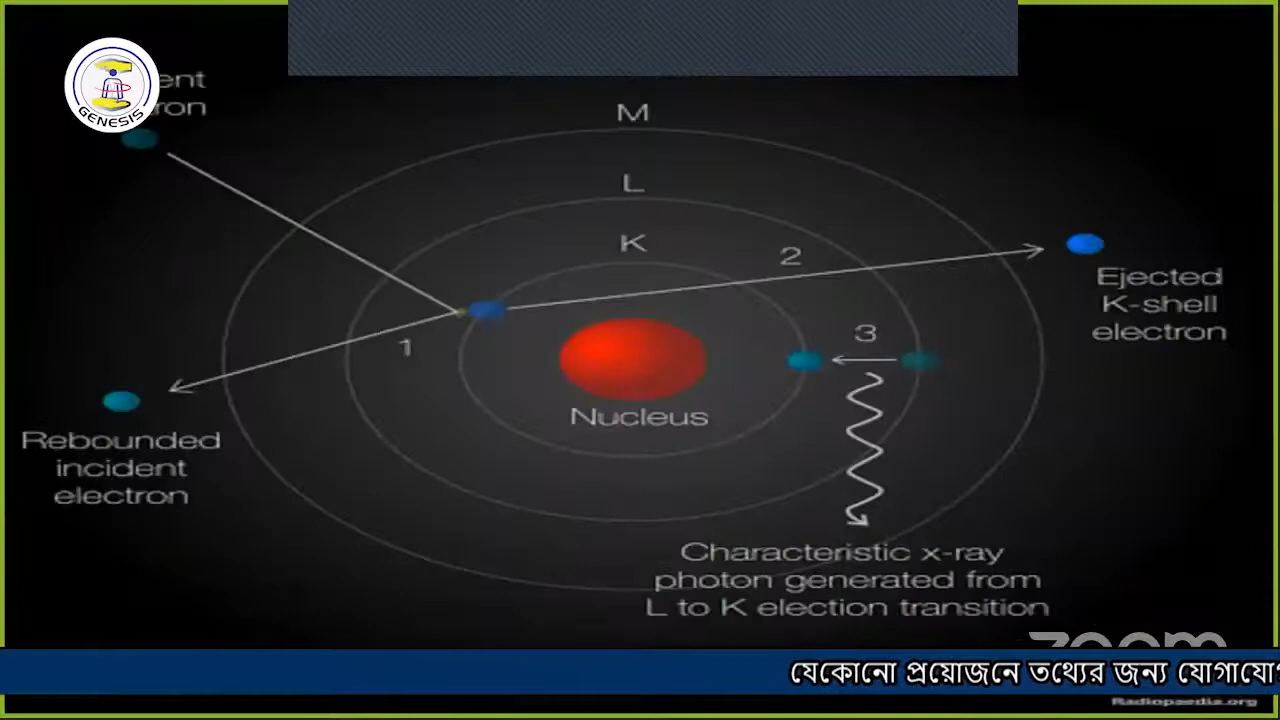 GENESIS
M
L
K
2
Ejected
K-shell
electron
3
1
Nucleus
Rebounded
incident
electron
Characteristic x-ray
photon generated from
L to K election transition
zoom
যেকোনো প্রয়োজনে তথ্যের জন্য
Radiopaedia.org